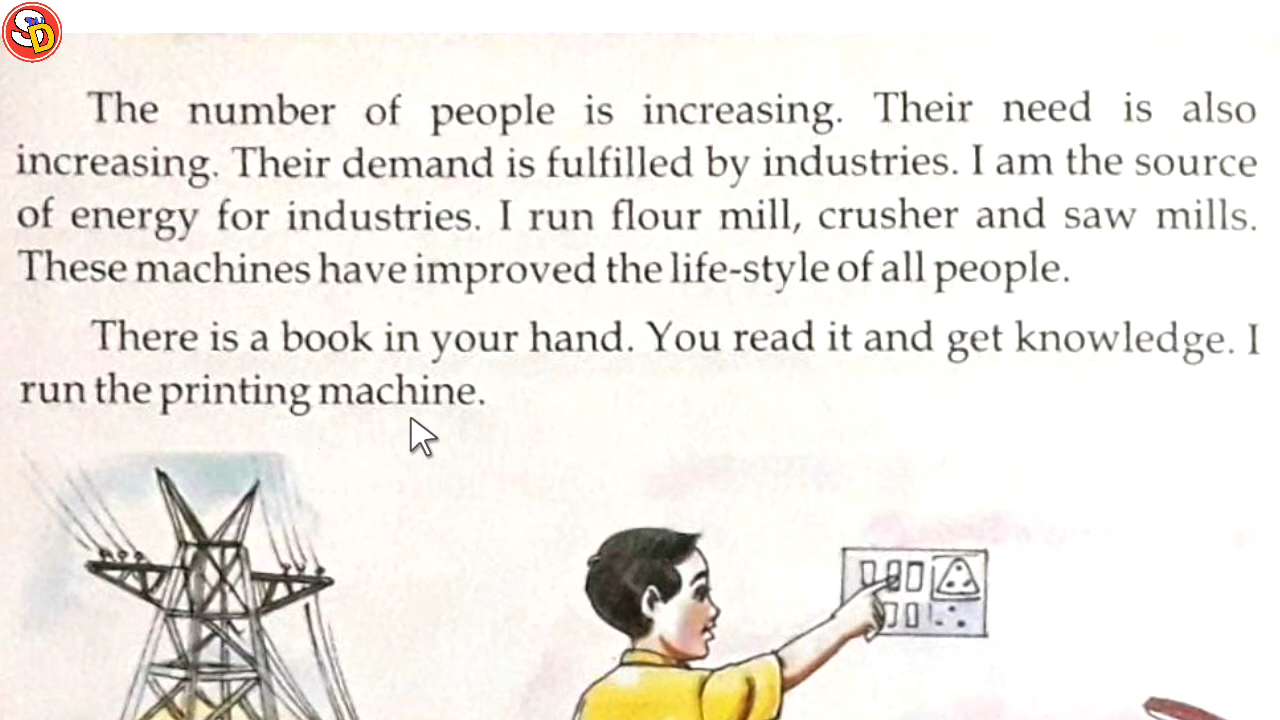 SD
The number of people is increasing. Their need is also
increasing. Their demand is fulfilled by industries. I am the source
of energy for industries. I run flour mill, crusher and saw mills.
These machines have improved the life-style of all people.
There is a book in your hand. You read it and get knowledge. I
run the printing machine.